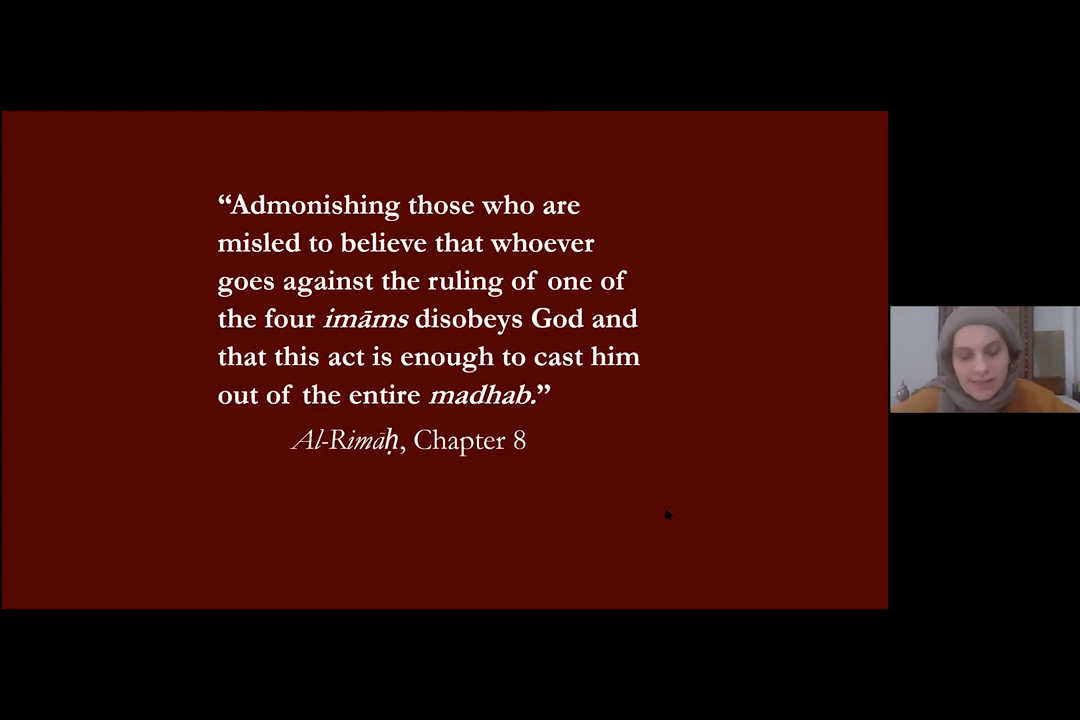 “Admonishing those who are
misled to believe that whoever
goes against the ruling of one of
the four imāms disobeys God and
that this act is enough to cast him
out of the entire madhab.”
Al-Rimāḥ, Chapter 8